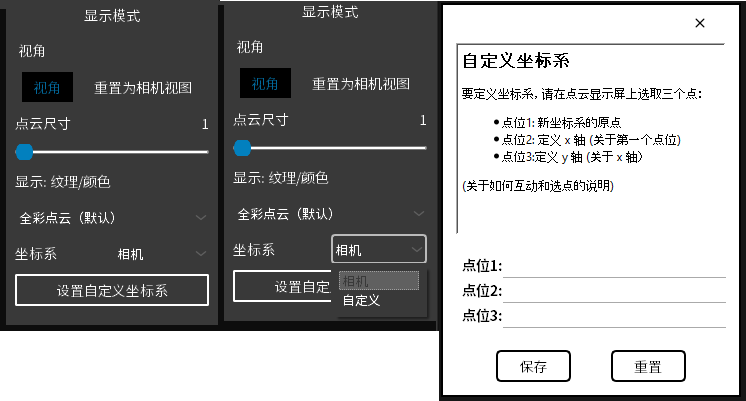 显示模式
视角
视角 重置为相机视图
点云尺寸 1
显示: 纹理/颜色
全彩点云（默认）
坐标系 相机
设置自定义坐标系
显示模式
视角
视角 重置为相机视图
点云尺寸 1
显示: 纹理/颜色
全彩点云（默认）
坐标系 相机
相机
设置自定
自定义
×
自定义坐标系
要定义坐标系, 请在点云显示屏上选取三个点:
•点位1: 新坐标系的原点
•点位2: 定义 x 轴 (关于第一个点位)
•点位3:定义 y 轴 (关于 x 轴)
(关于如何互动和选点的说明)
点位1:
点位2:
点位3:
保存 重置